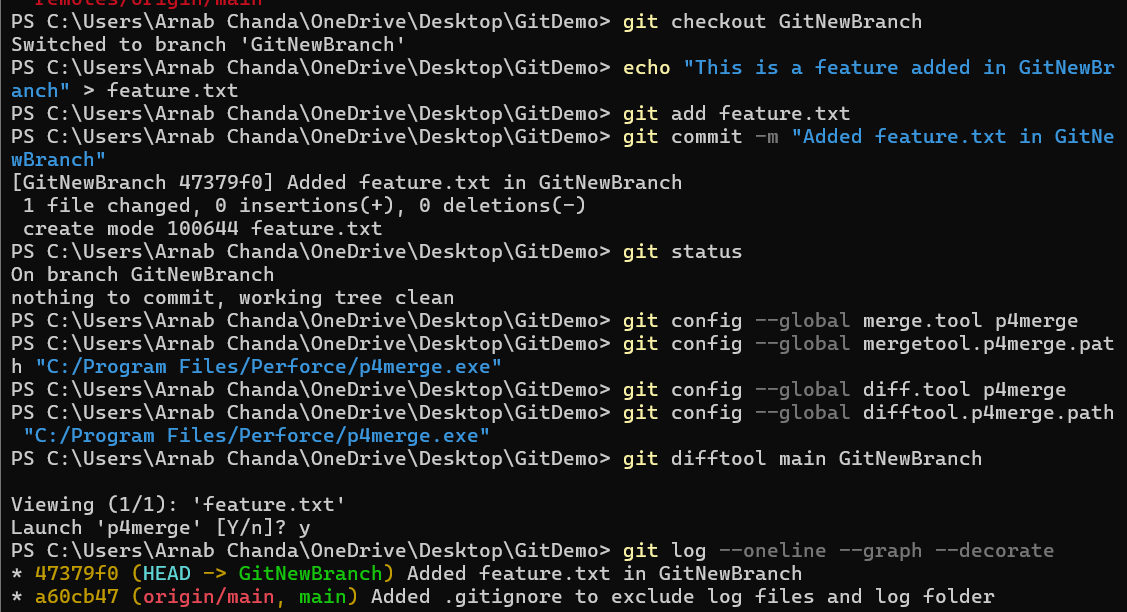 remotes/origin/main
PS C:\Users\Arnab Chanda\OneDrive\Desktop\GitDemo> git checkout GitNewBranch
Switched to branch 'GitNewBranch'
PS C:\Users\Arnab Chanda\OneDrive\Desktop\GitDemo> echo "This is a feature added in GitNewBr
anch" > feature.txt
PS C:\Users\Arnab Chanda\OneDrive\Desktop\GitDemo> git add feature.txt
PS C:\Users\Arnab Chanda\OneDrive\Desktop\GitDemo> git commit -m "Added feature.txt in GitNe
wBranch"
[GitNewBranch 47379f0] Added feature.txt in GitNewBranch
 1 file changed, 0 insertions(+), 0 deletions(-)
 create mode 100644 feature.txt
PS C:\Users\Arnab Chanda\OneDrive\Desktop\GitDemo> git status
On branch GitNewBranch
nothing to commit, working tree clean
PS C:\Users\Arnab Chanda\OneDrive\Desktop\GitDemo> git config --global merge.tool p4merge
PS C:\Users\Arnab Chanda\OneDrive\Desktop\GitDemo> git config --global mergetool.p4merge.pat
h "C:/Program Files/Perforce/p4merge.exe"
PS C:\Users\Arnab Chanda\OneDrive\Desktop\GitDemo> git config --global diff.tool p4merge
PS C:\Users\Arnab Chanda\OneDrive\Desktop\GitDemo> git config --global difftool.p4merge.path
 "C:/Program Files/Perforce/p4merge.exe"
PS C:\Users\Arnab Chanda\OneDrive\Desktop\GitDemo> git difftool main GitNewBranch

Viewing (1/1): 'feature.txt'
Launch 'p4merge' [Y/n]? y
PS C:\Users\Arnab Chanda\OneDrive\Desktop\GitDemo> git log --oneline --graph --decorate
* 47379f0 (HEAD -> GitNewBranch) Added feature.txt in GitNewBranch
* a60cb47 (origin/main, main) Added .gitignore to exclude log files and log folder